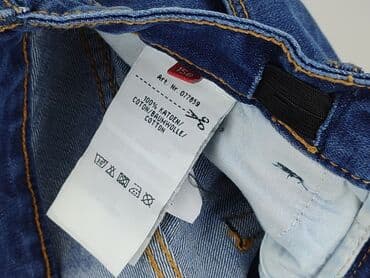 Art. Nr. 077859
100% KATOEN/
COTON/BAUMWOLLE/
COTTON